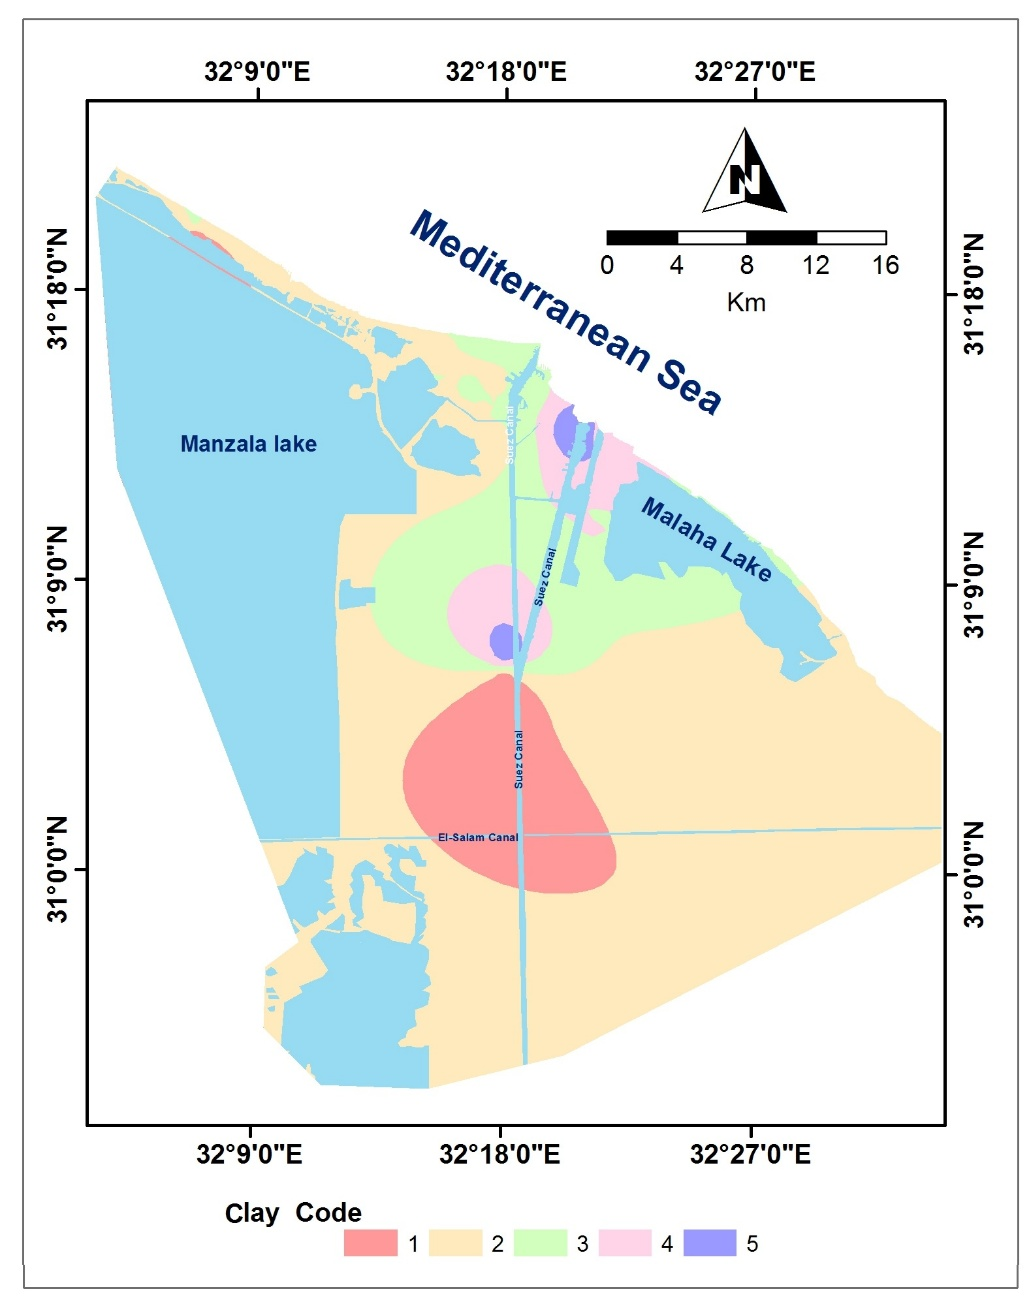 32°9'0"E 32°18'0"E 32°27'0"E
N
0 4 8 12 16
Km
Mediterranean Sea
31°18'0"N
31°18'0"N
Manzala lake
Suez Canal
Malaha Lake
31°9'0"N
31°9'0"N
Suez Canal
Suez Canal
El-Salam Canal
31°0'0"N
31°0'0"N
32°9'0"E 32°18'0"E 32°27'0"E
Clay Code
1 2 3 4 5